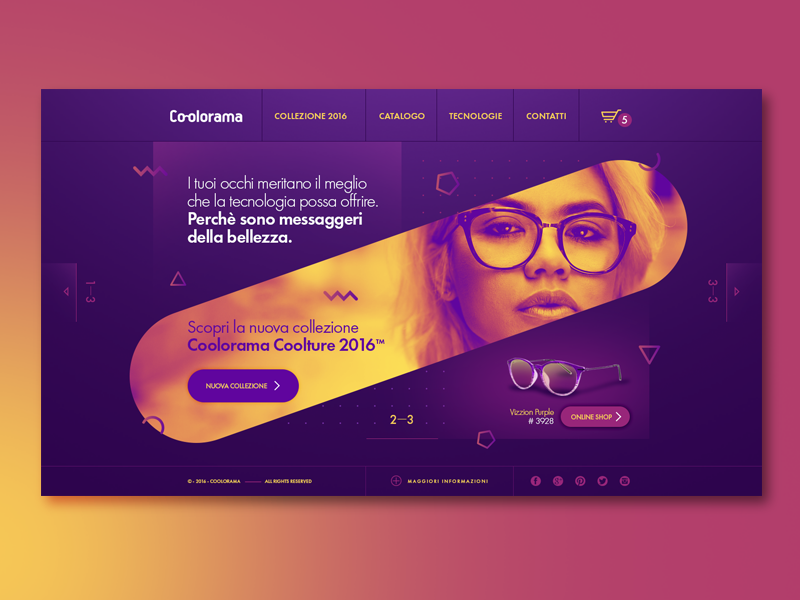 Co-olorama
COLLEZIONE 2016
CATALOGO
TECNOLOGIE
CONTATTI
5
I tuoi occhi meritano il meglio
che la tecnologia possa offrire.
Perchè sono messaggeri
della bellezza.
1—3
3—3
Scopri la nuova collezione
Coolorama Coolture 2016™
NUOVA COLLEZIONE
Vizzion Purple
# 3928
ONLINE SHOP
2—3
© - 2016 - COOLORAMA — ALL RIGHTS RESERVED
MAGGIORI INFORMAZIONI